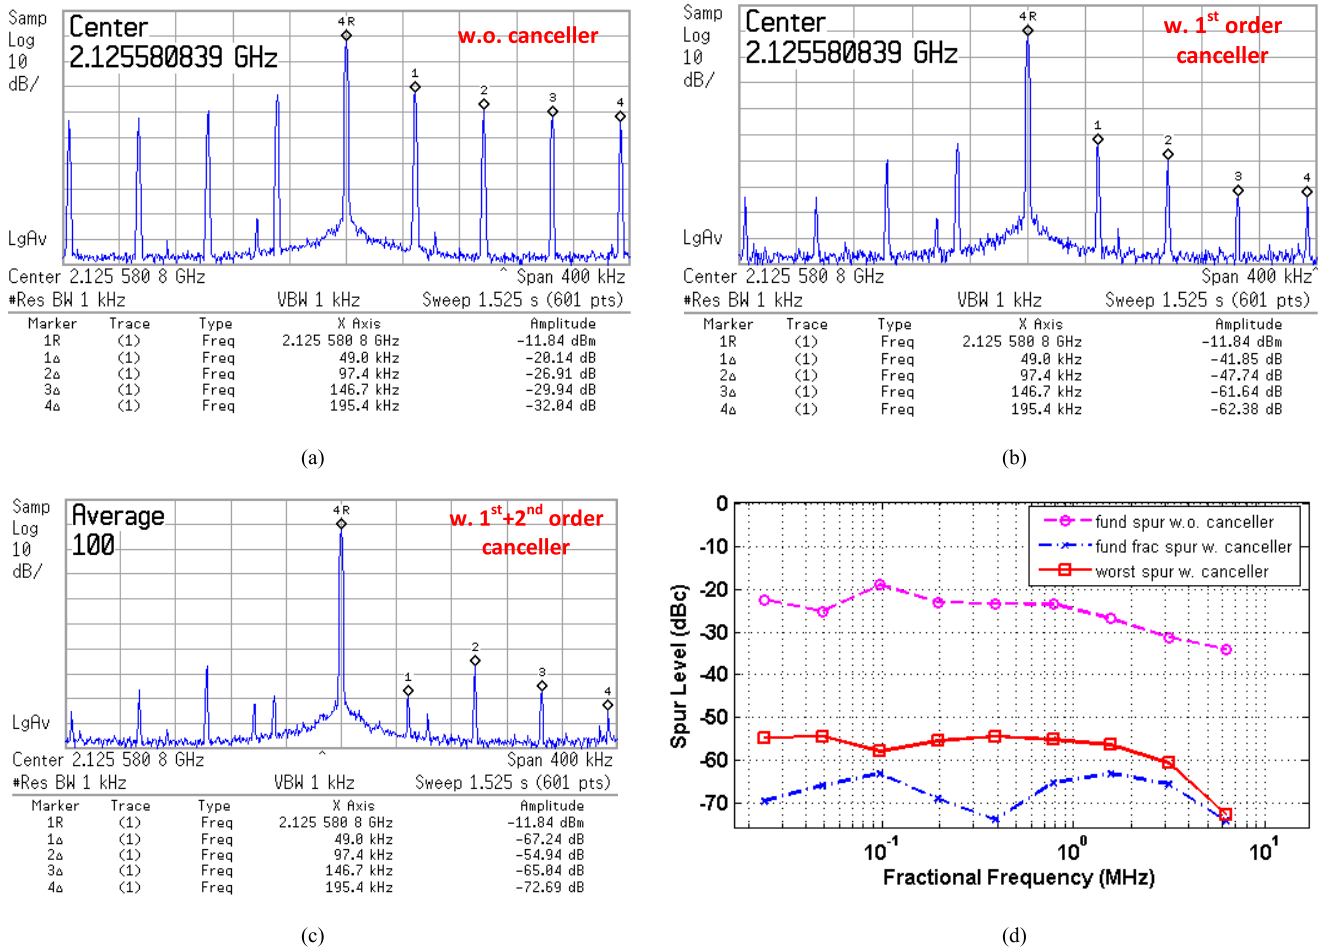 Samp
Log
10
dB/
LgAv
Center
2.125580839 GHz
w.o. canceller
4R
1
2
3
4
Center 2.125 580 8 GHz
^
Span 400 kHz
#Res BW 1 kHz
VBW 1 kHz
Sweep 1.525 s (601 pts)
Marker Trace Type X Axis Amplitude
1R (1) Freq 2.125 580 8 GHz -11.84 dBm
1Δ (1) Freq 49.0 kHz -20.14 dB
2Δ (1) Freq 97.4 kHz -26.91 dB
3Δ (1) Freq 146.7 kHz -29.94 dB
4Δ (1) Freq 195.4 kHz -32.04 dB
(a)
Samp
Log
10
dB/
LgAv
Center
2.125580839 GHz
w. 1st order
canceller
4R
1
2
3
4
Center 2.125 580 8 GHz
Span 400 kHz^
#Res BW 1 kHz
VBW 1 kHz
Sweep 1.525 s (601 pts)
Marker Trace Type X Axis Amplitude
1R (1) Freq 2.125 580 8 GHz -11.84 dBm
1Δ (1) Freq 49.0 kHz -41.85 dB
2Δ (1) Freq 97.4 kHz -47.74 dB
3Δ (1) Freq 146.7 kHz -61.64 dB
4Δ (1) Freq 195.4 kHz -62.38 dB
(b)
Samp
Log
10
dB/
LgAv
Average
100
w. 1st+2nd order
canceller
4R
1
2
3
4
Center 2.125 580 8 GHz
^
Span 400 kHz
#Res BW 1 kHz
VBW 1 kHz
Sweep 1.525 s (601 pts)
Marker Trace Type X Axis Amplitude
1R (1) Freq 2.125 580 8 GHz -11.84 dBm
1Δ (1) Freq 49.0 kHz -67.24 dB
2Δ (1) Freq 97.4 kHz -54.94 dB
3Δ (1) Freq 146.7 kHz -65.04 dB
4Δ (1) Freq 195.4 kHz -72.69 dB
(c)
Spur Level (dBc)
0
-10
-20
-30
-40
-50
-60
-70
fund spur w.o. canceller
fund frac spur w. canceller
worst spur w. canceller
10-1
100
101
Fractional Frequency (MHz)
(d)